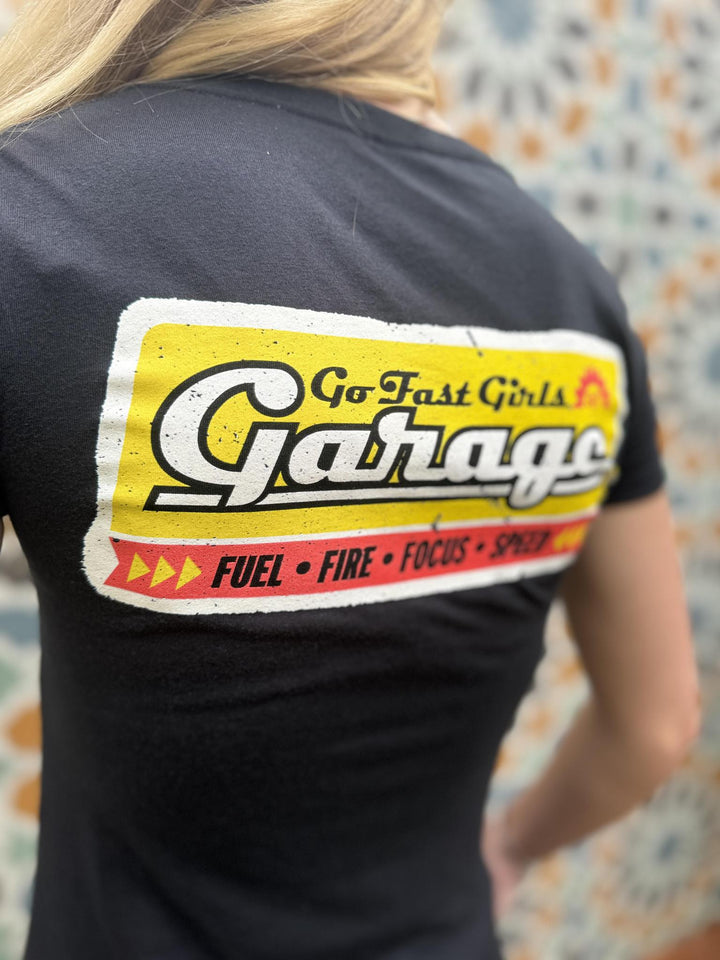 Go Fast Girls
Garage
FUEL • FIRE • FOCUS • SPEED